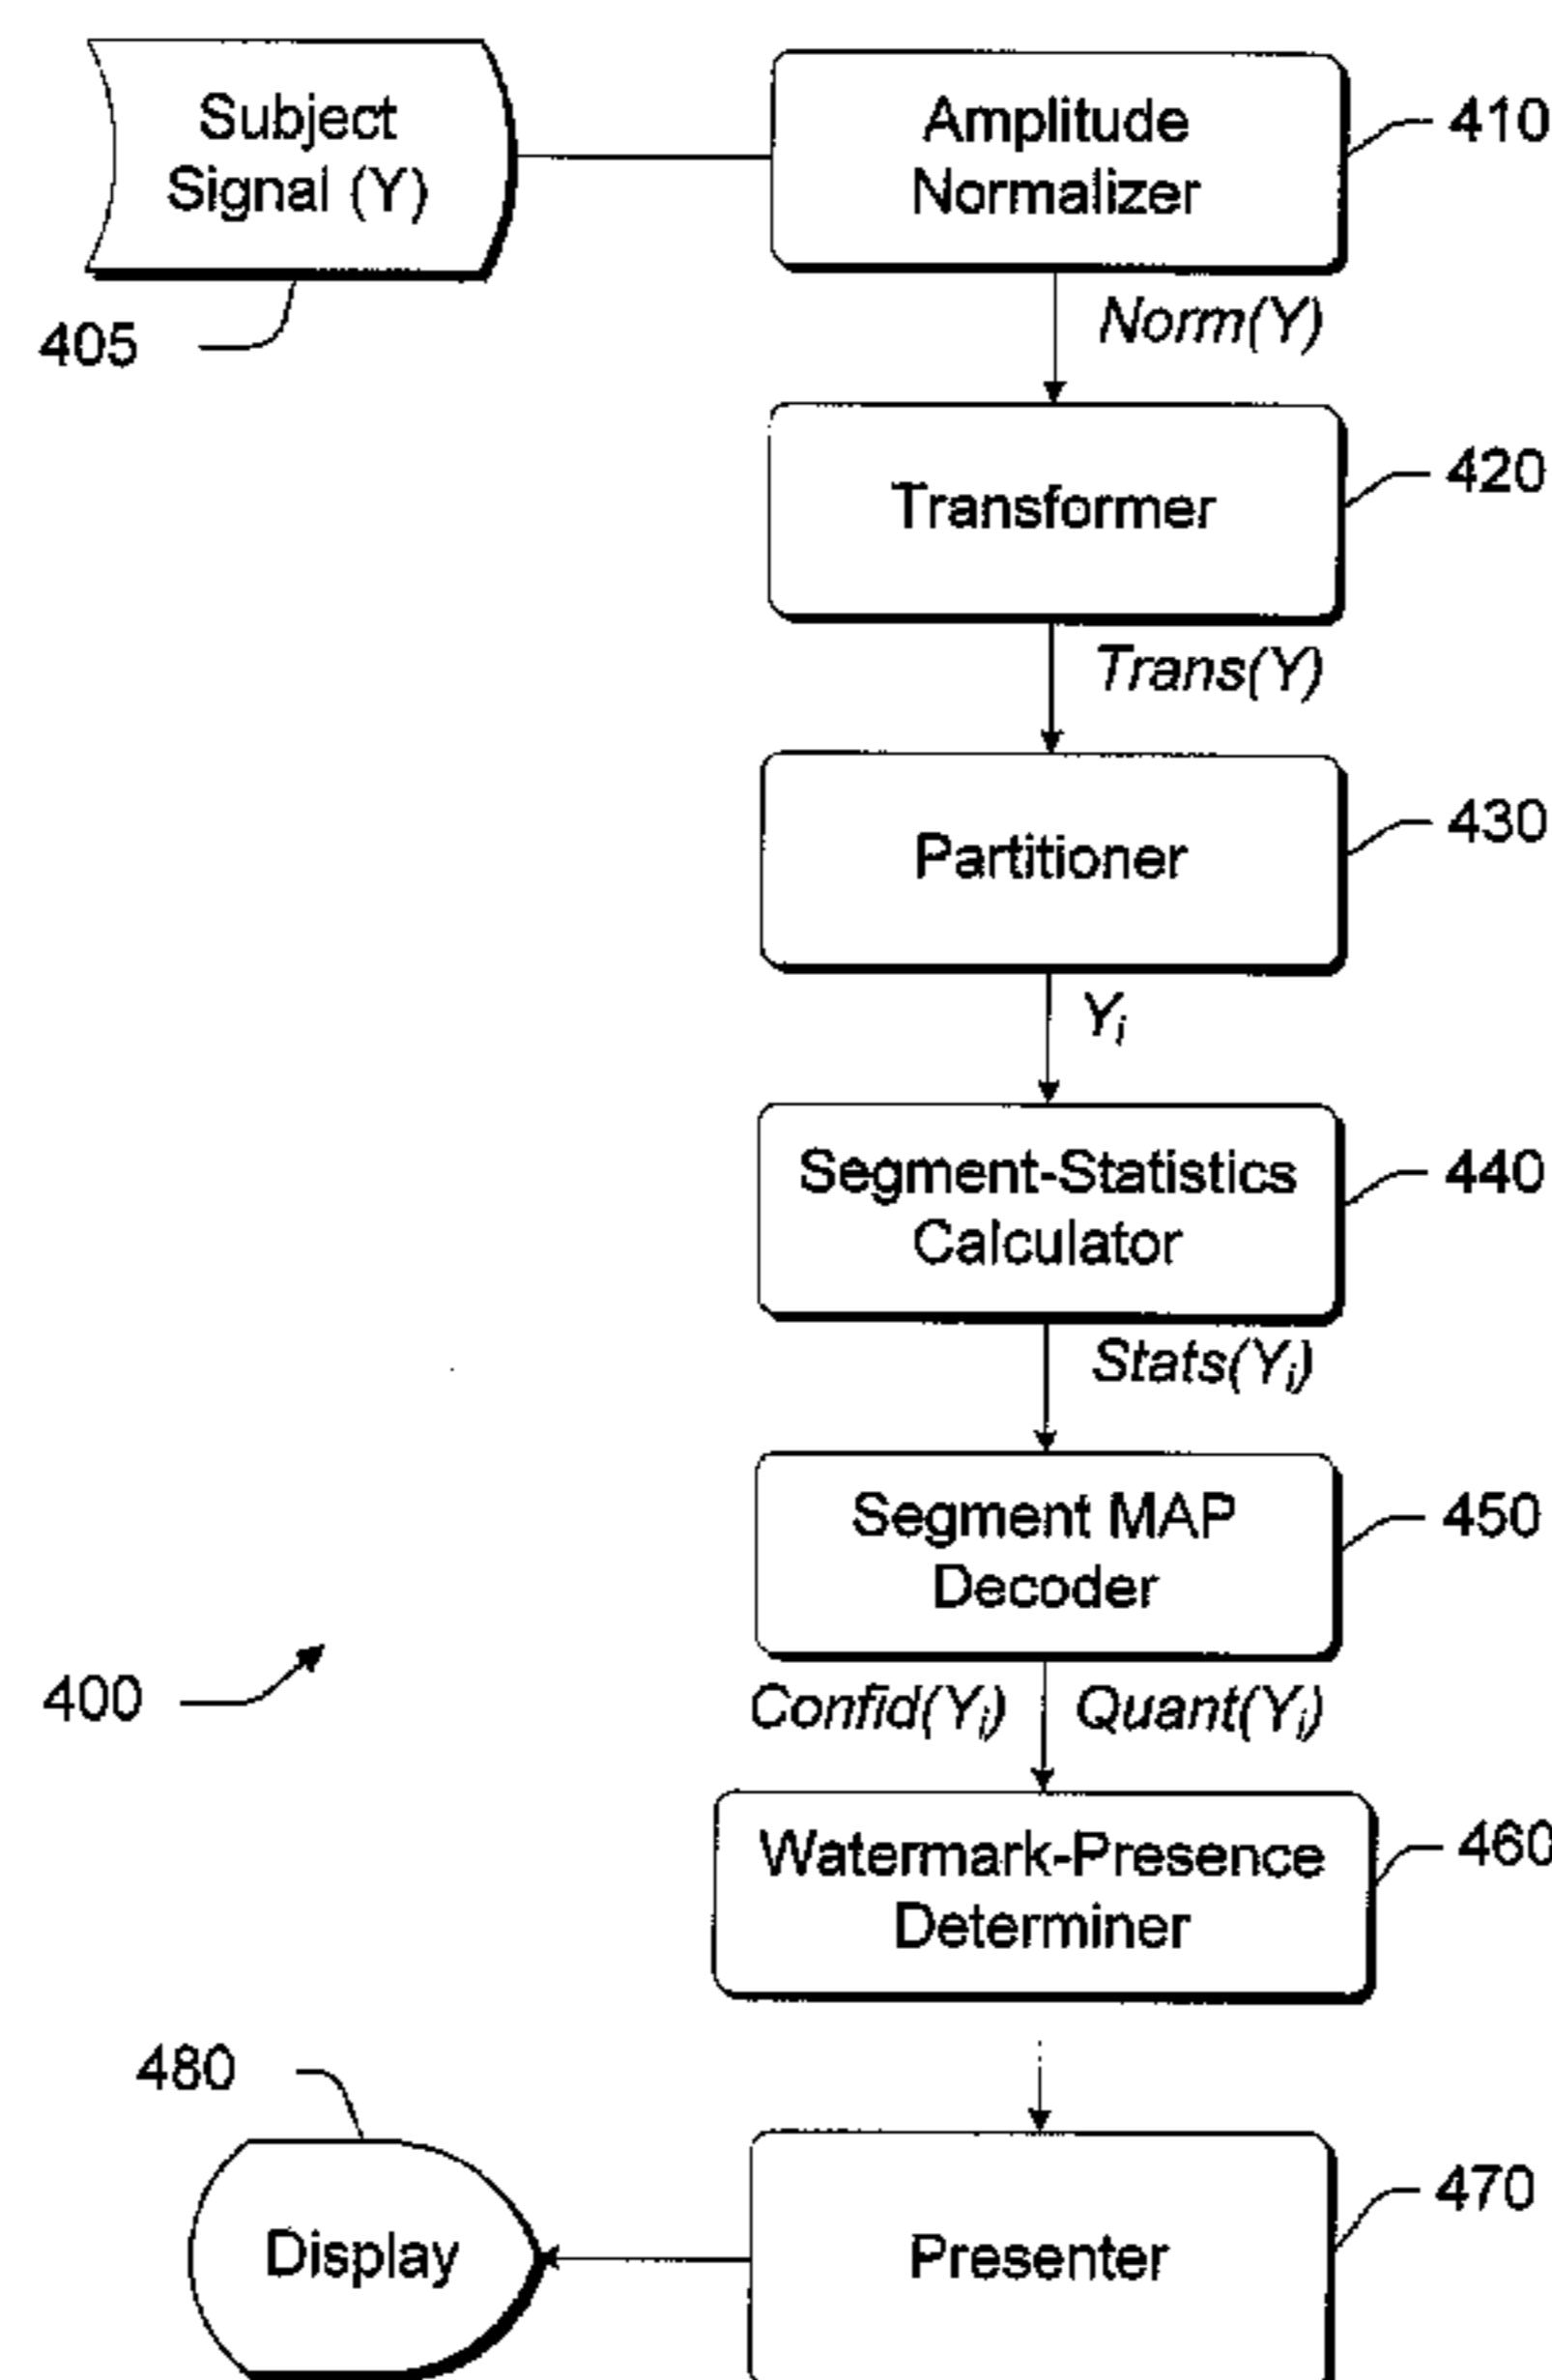 Subject
Signal (Y)
405
Amplitude
Normalizer
410
Norm(Y)
Transformer
420
Trans(Y)
Partitioner
430
Yi
Segment-Statistics
Calculator
440
Stats(Yi)
Segment MAP
Decoder
450
400
Confid(Yi) Quant(Yi)
Watermark-Presence
Determiner
460
480
Display
Presenter
470